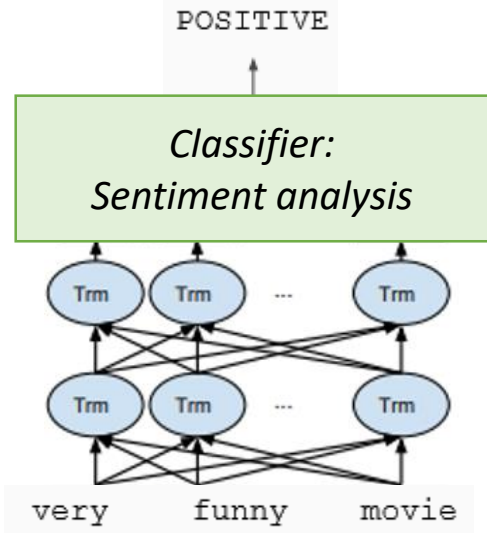 POSITIVE
Classifier:
Sentiment analysis
Trm Trm ... Trm
Trm Trm ... Trm
very funny movie